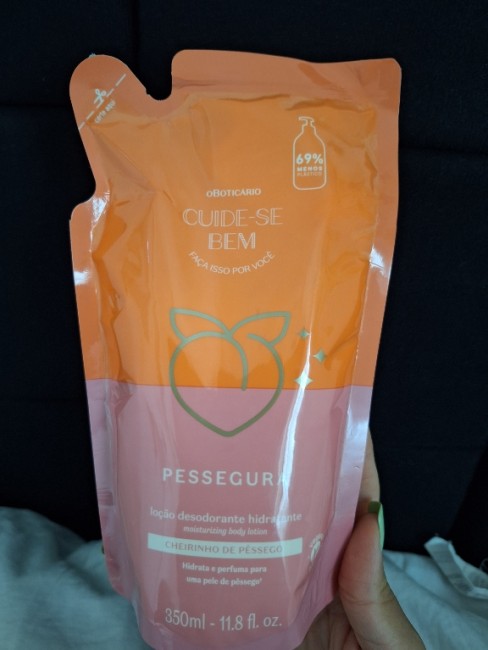 69%
MENOS
PLÁSTICO
oBOTICÁRIO
CUIDE-SE
BEM
FAÇA ISSO POR VOCÊ
PESSEGURA
loção desodorante hidratante
moisturizing body lotion
CHEIRINHO DE PÊSSEGO
Hidrata e perfuma para
uma pele de pêssego¹
350ml - 11.8 fl. oz.